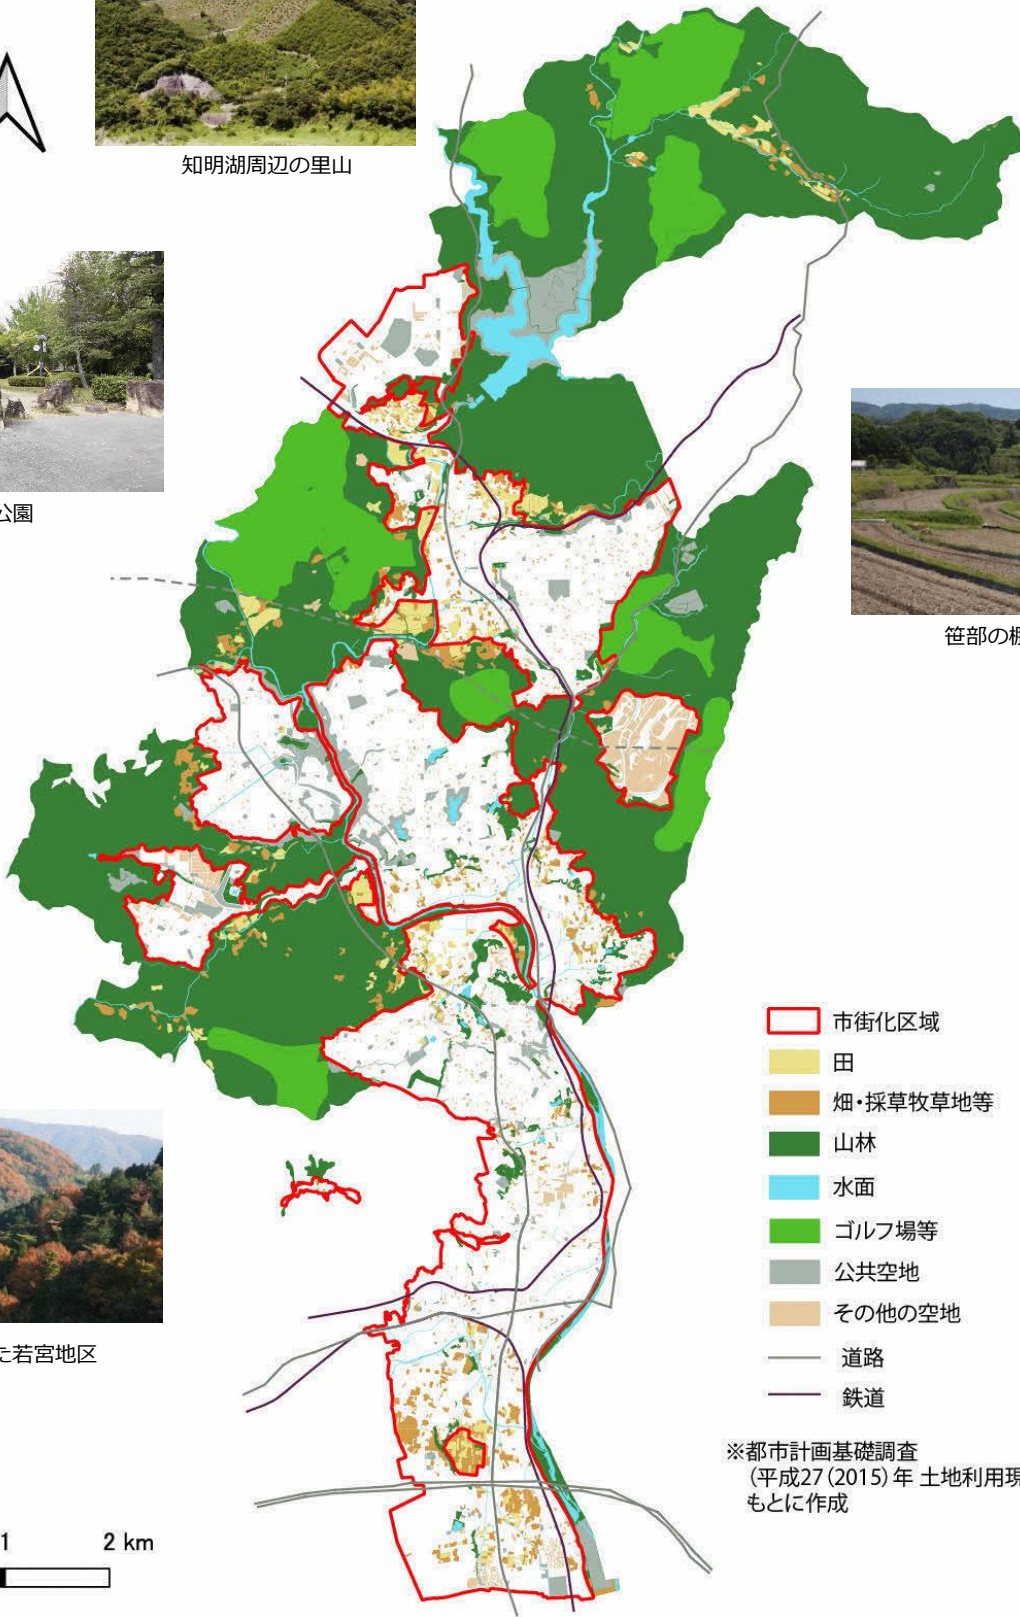 知明湖周辺の里山
公園
笹部の棚
た若宮地区
市街化区域
田
畑・採草牧草地等
山林
水面
ゴルフ場等
公共空地
その他の空地
道路
鉄道
※都市計画基礎調査
(平成27(2015)年 土地利用現
もとに作成
1 2 km